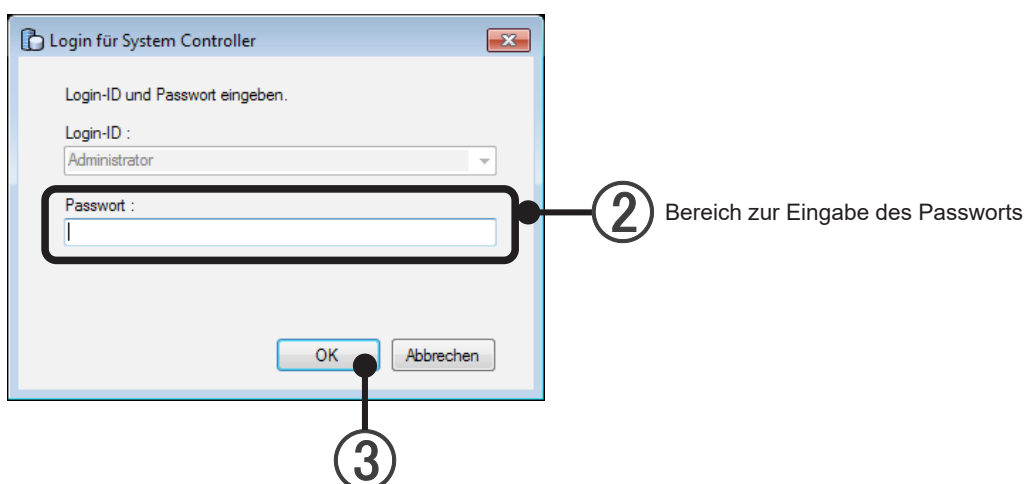 Login für System Controller
Login-ID und Passwort eingeben.
Login-ID :
Administrator
Passwort :
② Bereich zur Eingabe des Passworts
OK Abbrechen
③